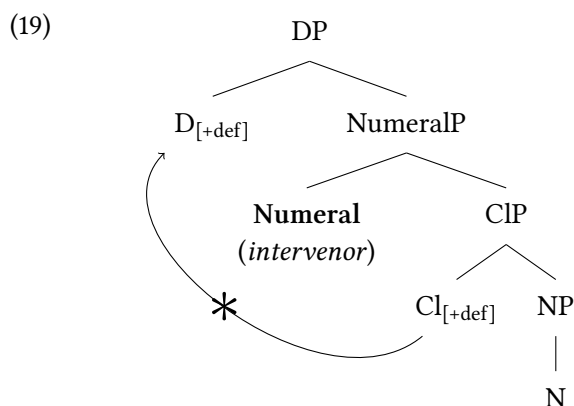 (19)
DP
D[+def] NumeralP
Numeral ClP
(intervenor)
* Cl[+def] NP
N